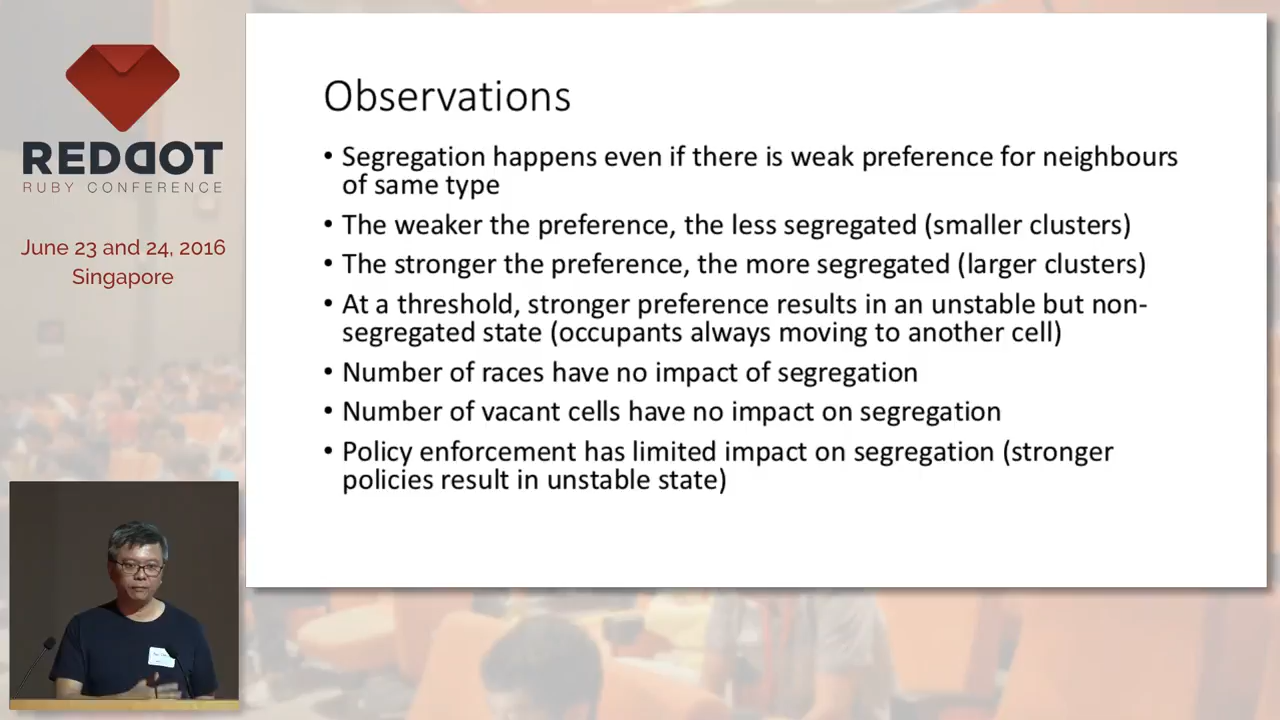 REDDOT
RUBY CONFERENCE
June 23 and 24, 2016
Singapore
Observations
• Segregation happens even if there is weak preference for neighbours
of same type
• The weaker the preference, the less segregated (smaller clusters)
• The stronger the preference, the more segregated (larger clusters)
• At a threshold, stronger preference results in an unstable but non-
segregated state (occupants always moving to another cell)
• Number of races have no impact of segregation
• Number of vacant cells have no impact on segregation
• Policy enforcement has limited impact on segregation (stronger
policies result in unstable state)